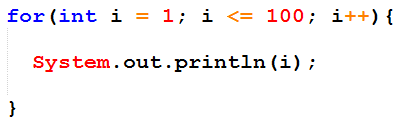 for(int i = 1; i <= 100; i++){
System.out.println(i);
}